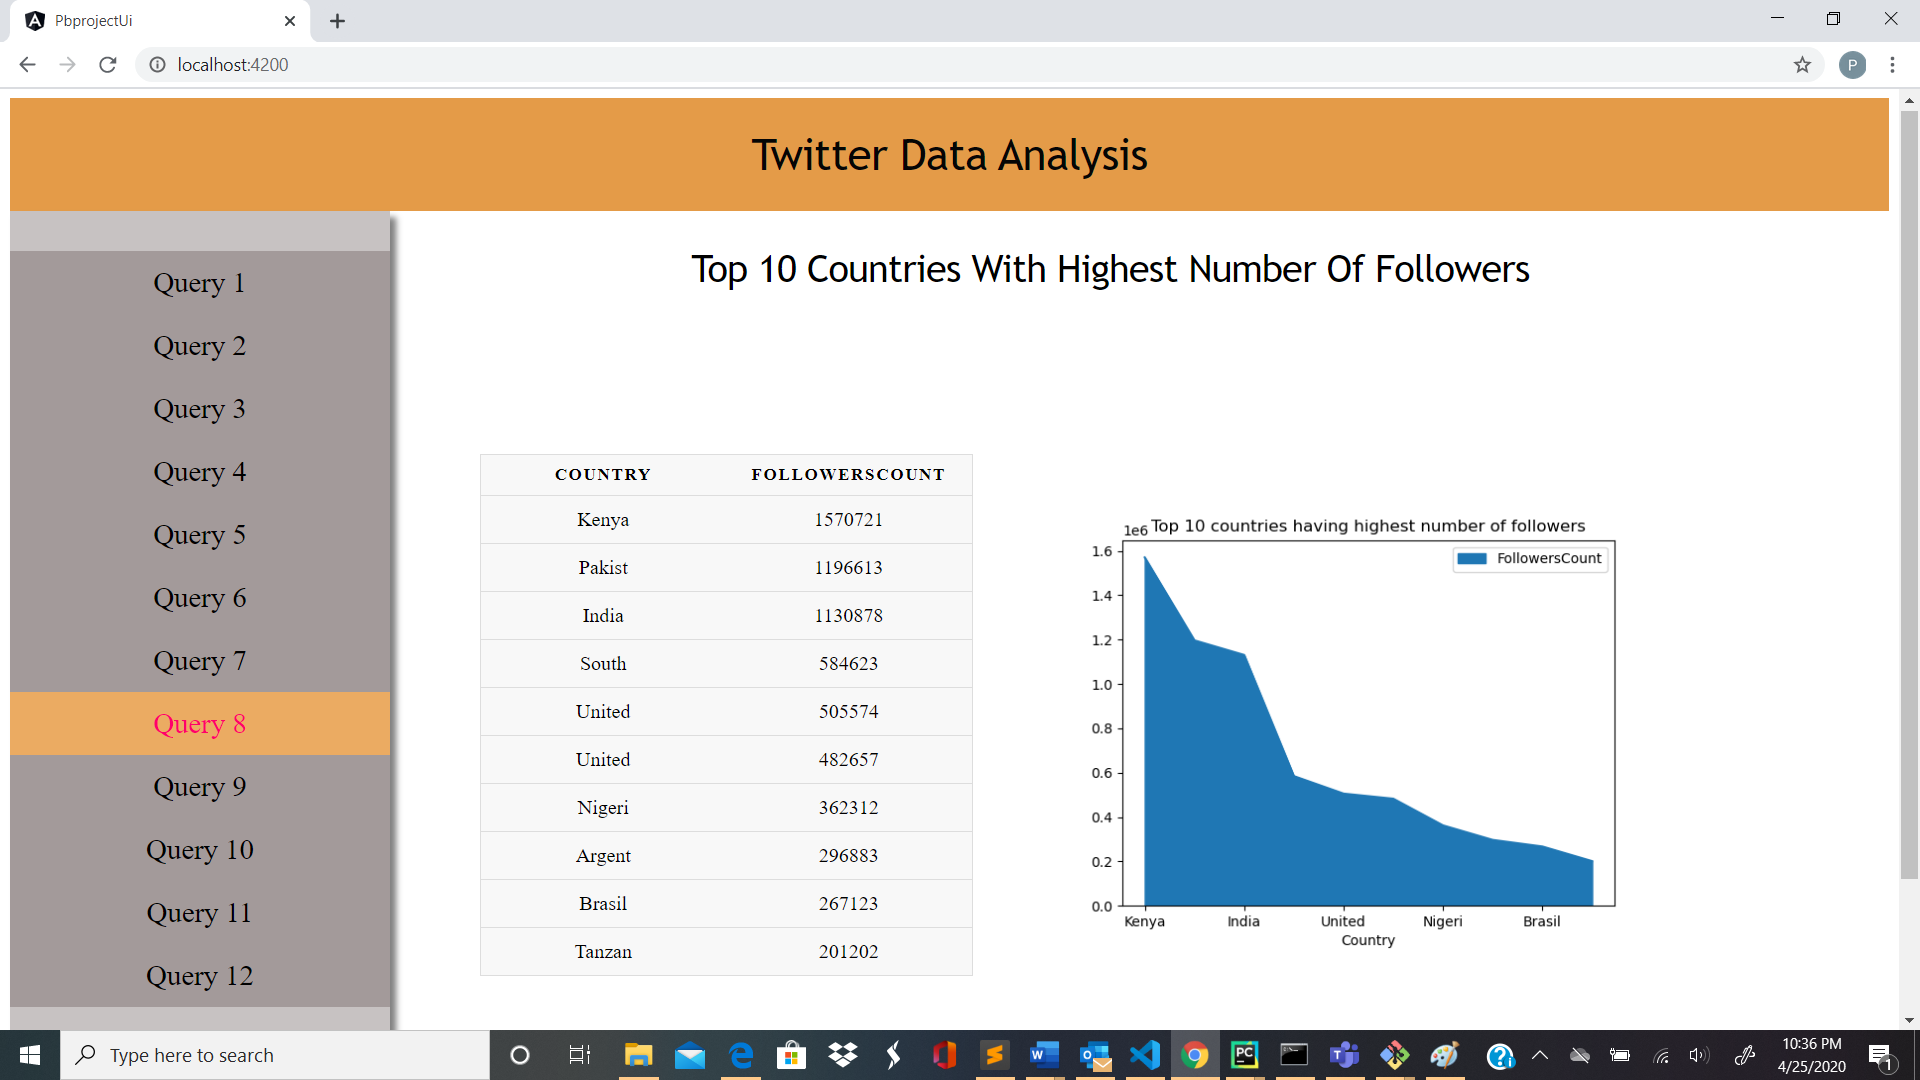 PbprojectUi
localhost:4200
P
Twitter Data Analysis
Query 1
Query 2
Query 3
Query 4
Query 5
Query 6
Query 7
Query 8
Query 9
Query 10
Query 11
Query 12
Top 10 Countries With Highest Number Of Followers
COUNTRY FOLLOWERSCOUNT
Kenya 1570721
Pakist 1196613
India 1130878
South 584623
United 505574
United 482657
Nigeri 362312
Argent 296883
Brasil 267123
Tanzan 201202
1e6 Top 10 countries having highest number of followers
FollowersCount
1.6
1.4
1.2
1.0
0.8
0.6
0.4
0.2
0.0
Kenya India United Nigeri Brasil
Country
Type here to search
10:36 PM
4/25/2020
1